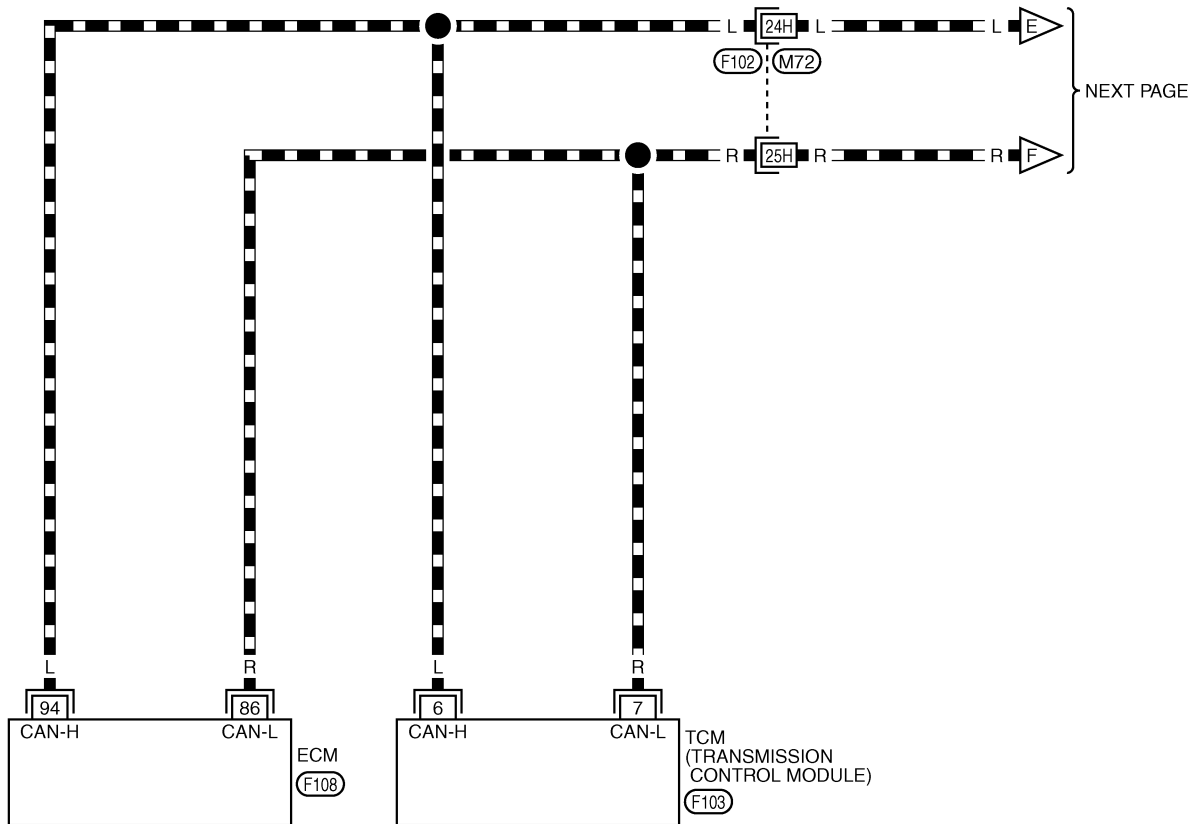 L 24H L L E
F102 M72
NEXT PAGE
R 25H R R F
L R L R
94 86 6 7
CAN-H CAN-L CAN-H CAN-L
ECM
F108
TCM
(TRANSMISSION
CONTROL MODULE)
F103